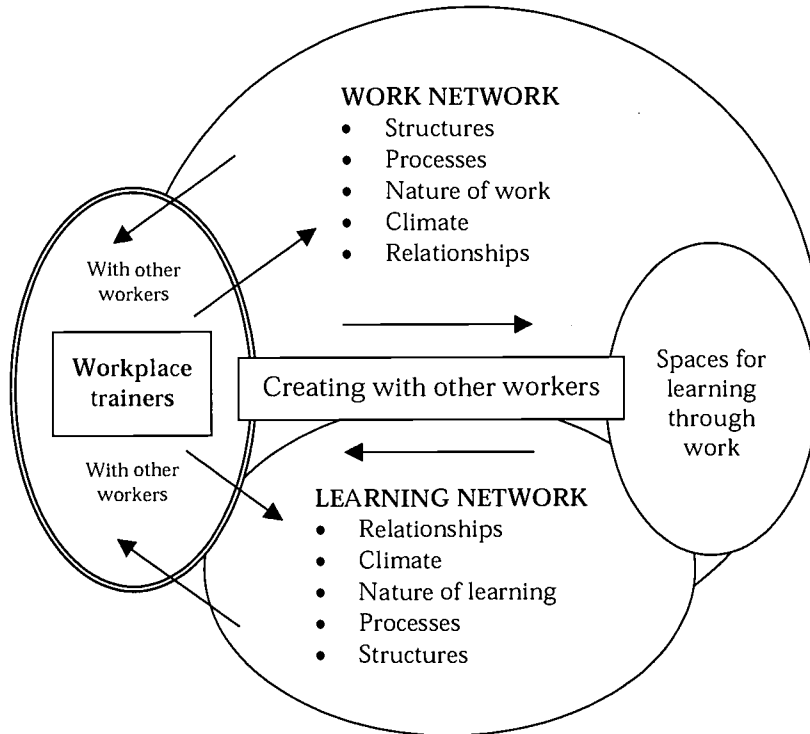 WORK NETWORK
• Structures
• Processes
• Nature of work
• Climate
• Relationships
With other
workers
Workplace
trainers
With other
workers
Creating with other workers
Spaces for
learning
through
work
LEARNING NETWORK
• Relationships
• Climate
• Nature of learning
• Processes
• Structures